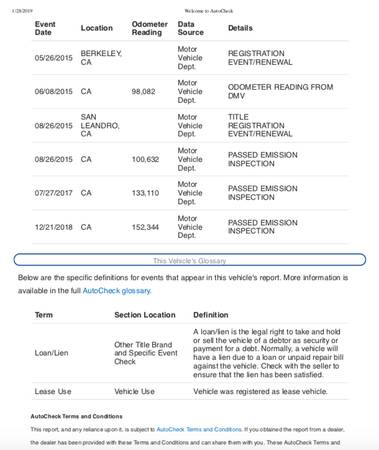 1/28/2019 Welcome to AutoCheck
Event Date Location Odometer Reading Data Source Details
05/26/2015 BERKELEY, CA Motor Vehicle Dept. REGISTRATION EVENT/RENEWAL
06/08/2015 CA 98,082 Motor Vehicle Dept. ODOMETER READING FROM DMV
08/26/2015 SAN LEANDRO, CA Motor Vehicle Dept. TITLE REGISTRATION EVENT/RENEWAL
08/26/2015 CA 100,632 Motor Vehicle Dept. PASSED EMISSION INSPECTION
07/27/2017 CA 133,110 Motor Vehicle Dept. PASSED EMISSION INSPECTION
12/21/2018 CA 152,344 Motor Vehicle Dept. PASSED EMISSION INSPECTION
This Vehicle's Glossary
Below are the specific definitions for events that appear in this vehicle's report. More information is
available in the full AutoCheck glossary.
Term Section Location Definition
Loan/Lien Other Title Brand and Specific Event Check A loan/lien is the legal right to take and hold or sell the vehicle of a debtor as security or payment for a debt. Normally, a vehicle will have a lien due to a loan or unpaid repair bill against the vehicle. Check with the seller to ensure that the lien has been satisfied.
Lease Use Vehicle Use Vehicle was registered as lease vehicle.
AutoCheck Terms and Conditions
This report, and any reliance upon it, is subject to AutoCheck Terms and Conditions. If you obtained the report from a dealer,
the dealer has been provided with these Terms and Conditions and can share them with you. These AutoCheck Terms and